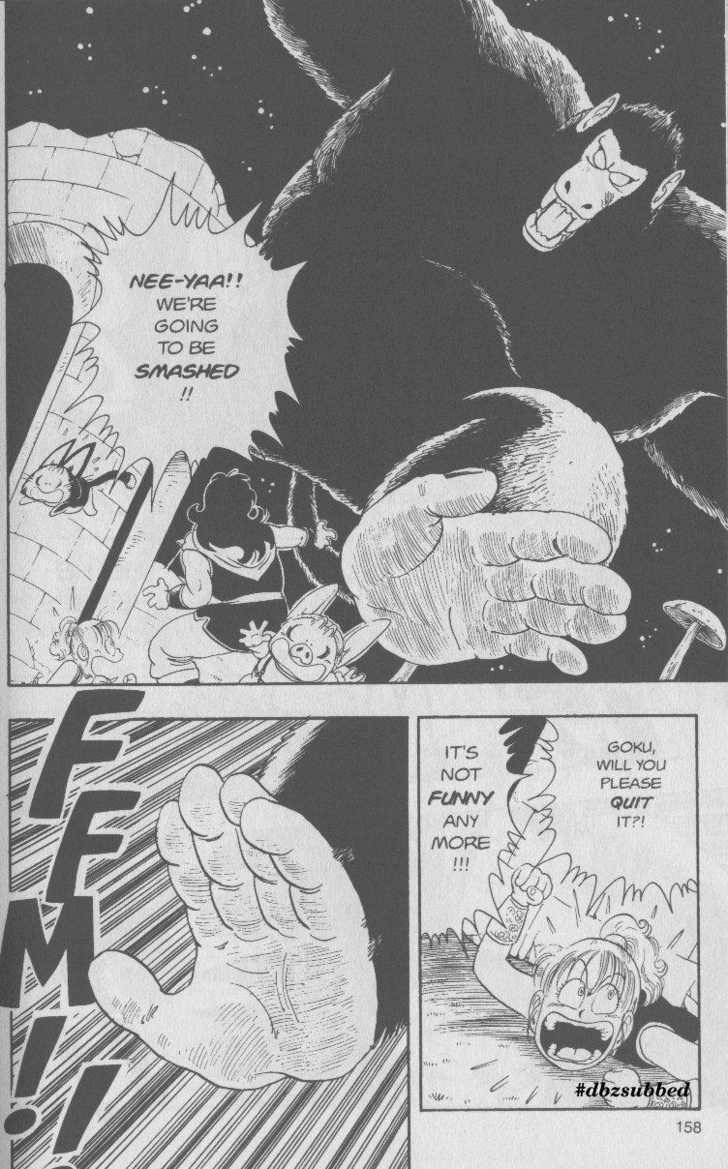 NEE-YAA!!
WE'RE
GOING
TO BE
SMASHED
!!
FFM!!
GOKU,
WILL YOU
PLEASE
QUIT
IT?!
IT'S
NOT
FUNNY
ANY
MORE
!!!
#dbzsubbed
158